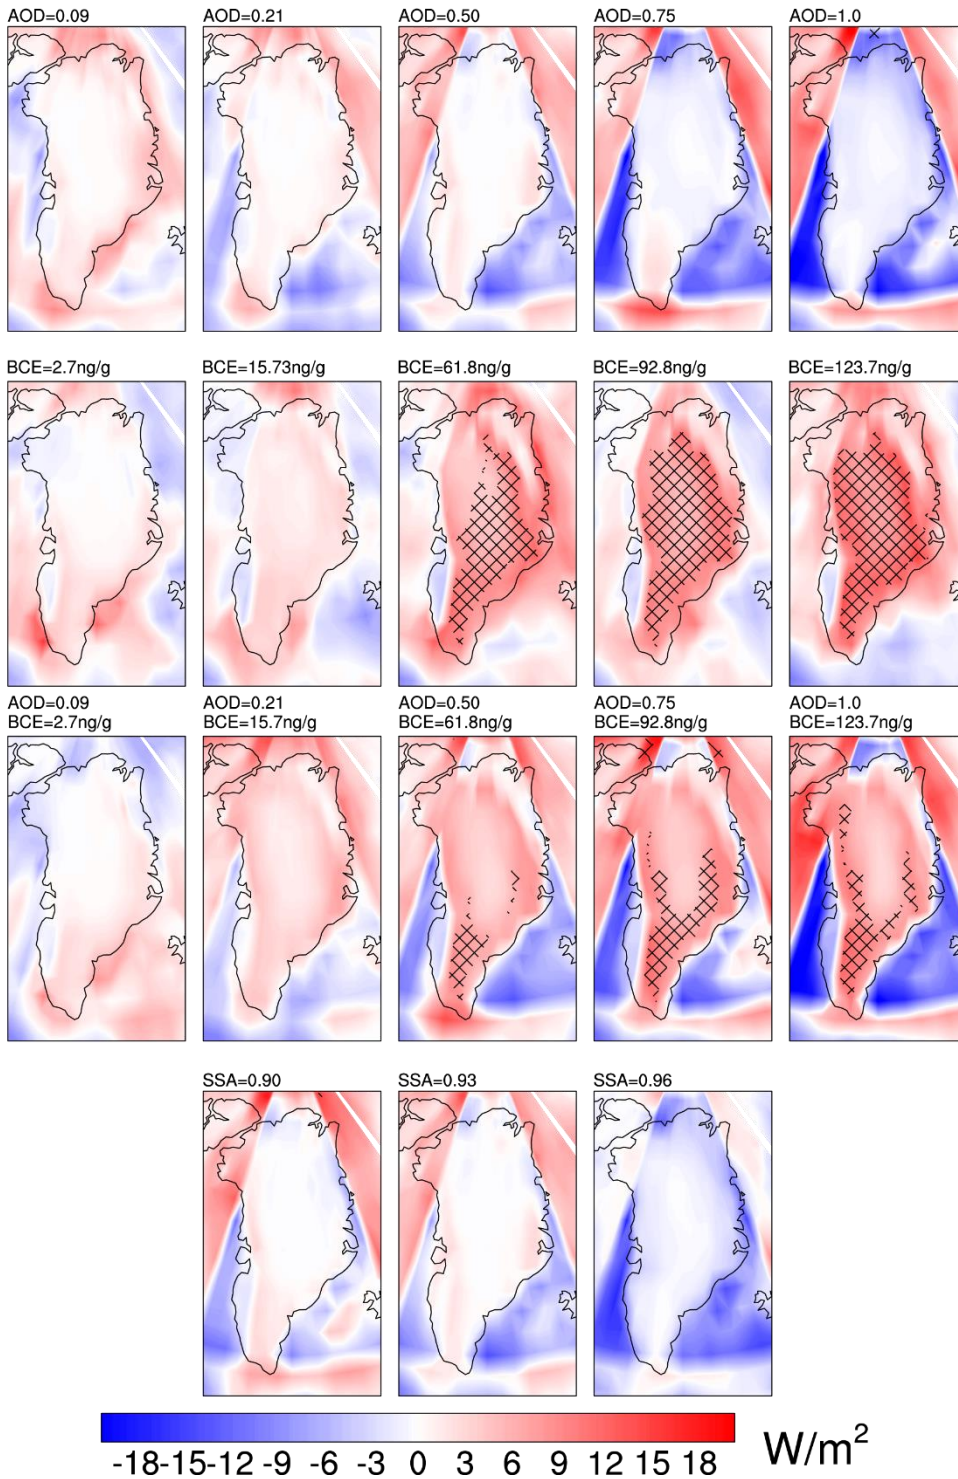 AOD=0.09 AOD=0.21 AOD=0.50 AOD=0.75 AOD=1.0
BCE=2.7ng/g BCE=15.73ng/g BCE=61.8ng/g BCE=92.8ng/g BCE=123.7ng/g
AOD=0.09 AOD=0.21 AOD=0.50 AOD=0.75 AOD=1.0
BCE=2.7ng/g BCE=15.7ng/g BCE=61.8ng/g BCE=92.8ng/g BCE=123.7ng/g
SSA=0.90 SSA=0.93 SSA=0.96
-18 -15 -12 -9 -6 -3 0 3 6 9 12 15 18 W/m²